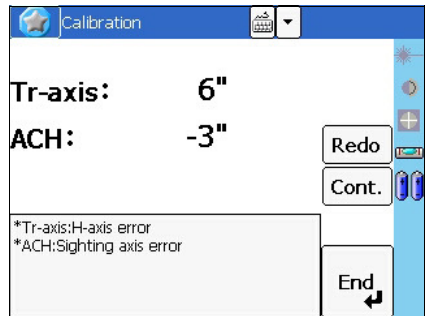 Calibration
Tr-axis: 6"
ACH: -3"
Redo
Cont.
*Tr-axis:H-axis error
*ACH:Sighting axis error
End